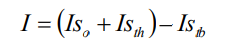 I = (Is_o + Is_th) − Is_tb